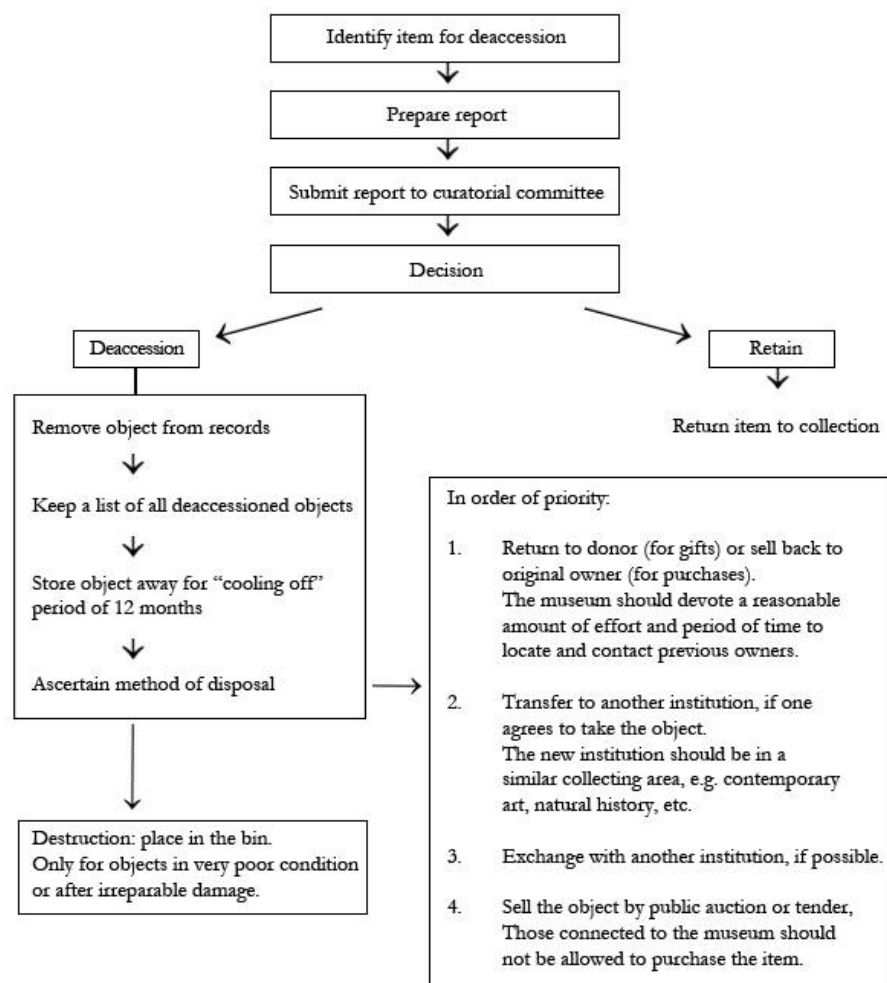 Identify item for deaccession
Prepare report
Submit report to curatorial committee
Decision
Deaccession
Retain
Remove object from records
Keep a list of all deaccessioned objects
Store object away for “cooling off”
period of 12 months
Ascertain method of disposal
Return item to collection
In order of priority:
1. Return to donor (for gifts) or sell back to
original owner (for purchases).
The museum should devote a reasonable
amount of effort and period of time to
locate and contact previous owners.
2. Transfer to another institution, if one
agrees to take the object.
The new institution should be in a
similar collecting area, e.g. contemporary
art, natural history, etc.
3. Exchange with another institution, if possible.
4. Sell the object by public auction or tender,
Those connected to the museum should
not be allowed to purchase the item.
Destruction: place in the bin.
Only for objects in very poor condition
or after irreparable damage.